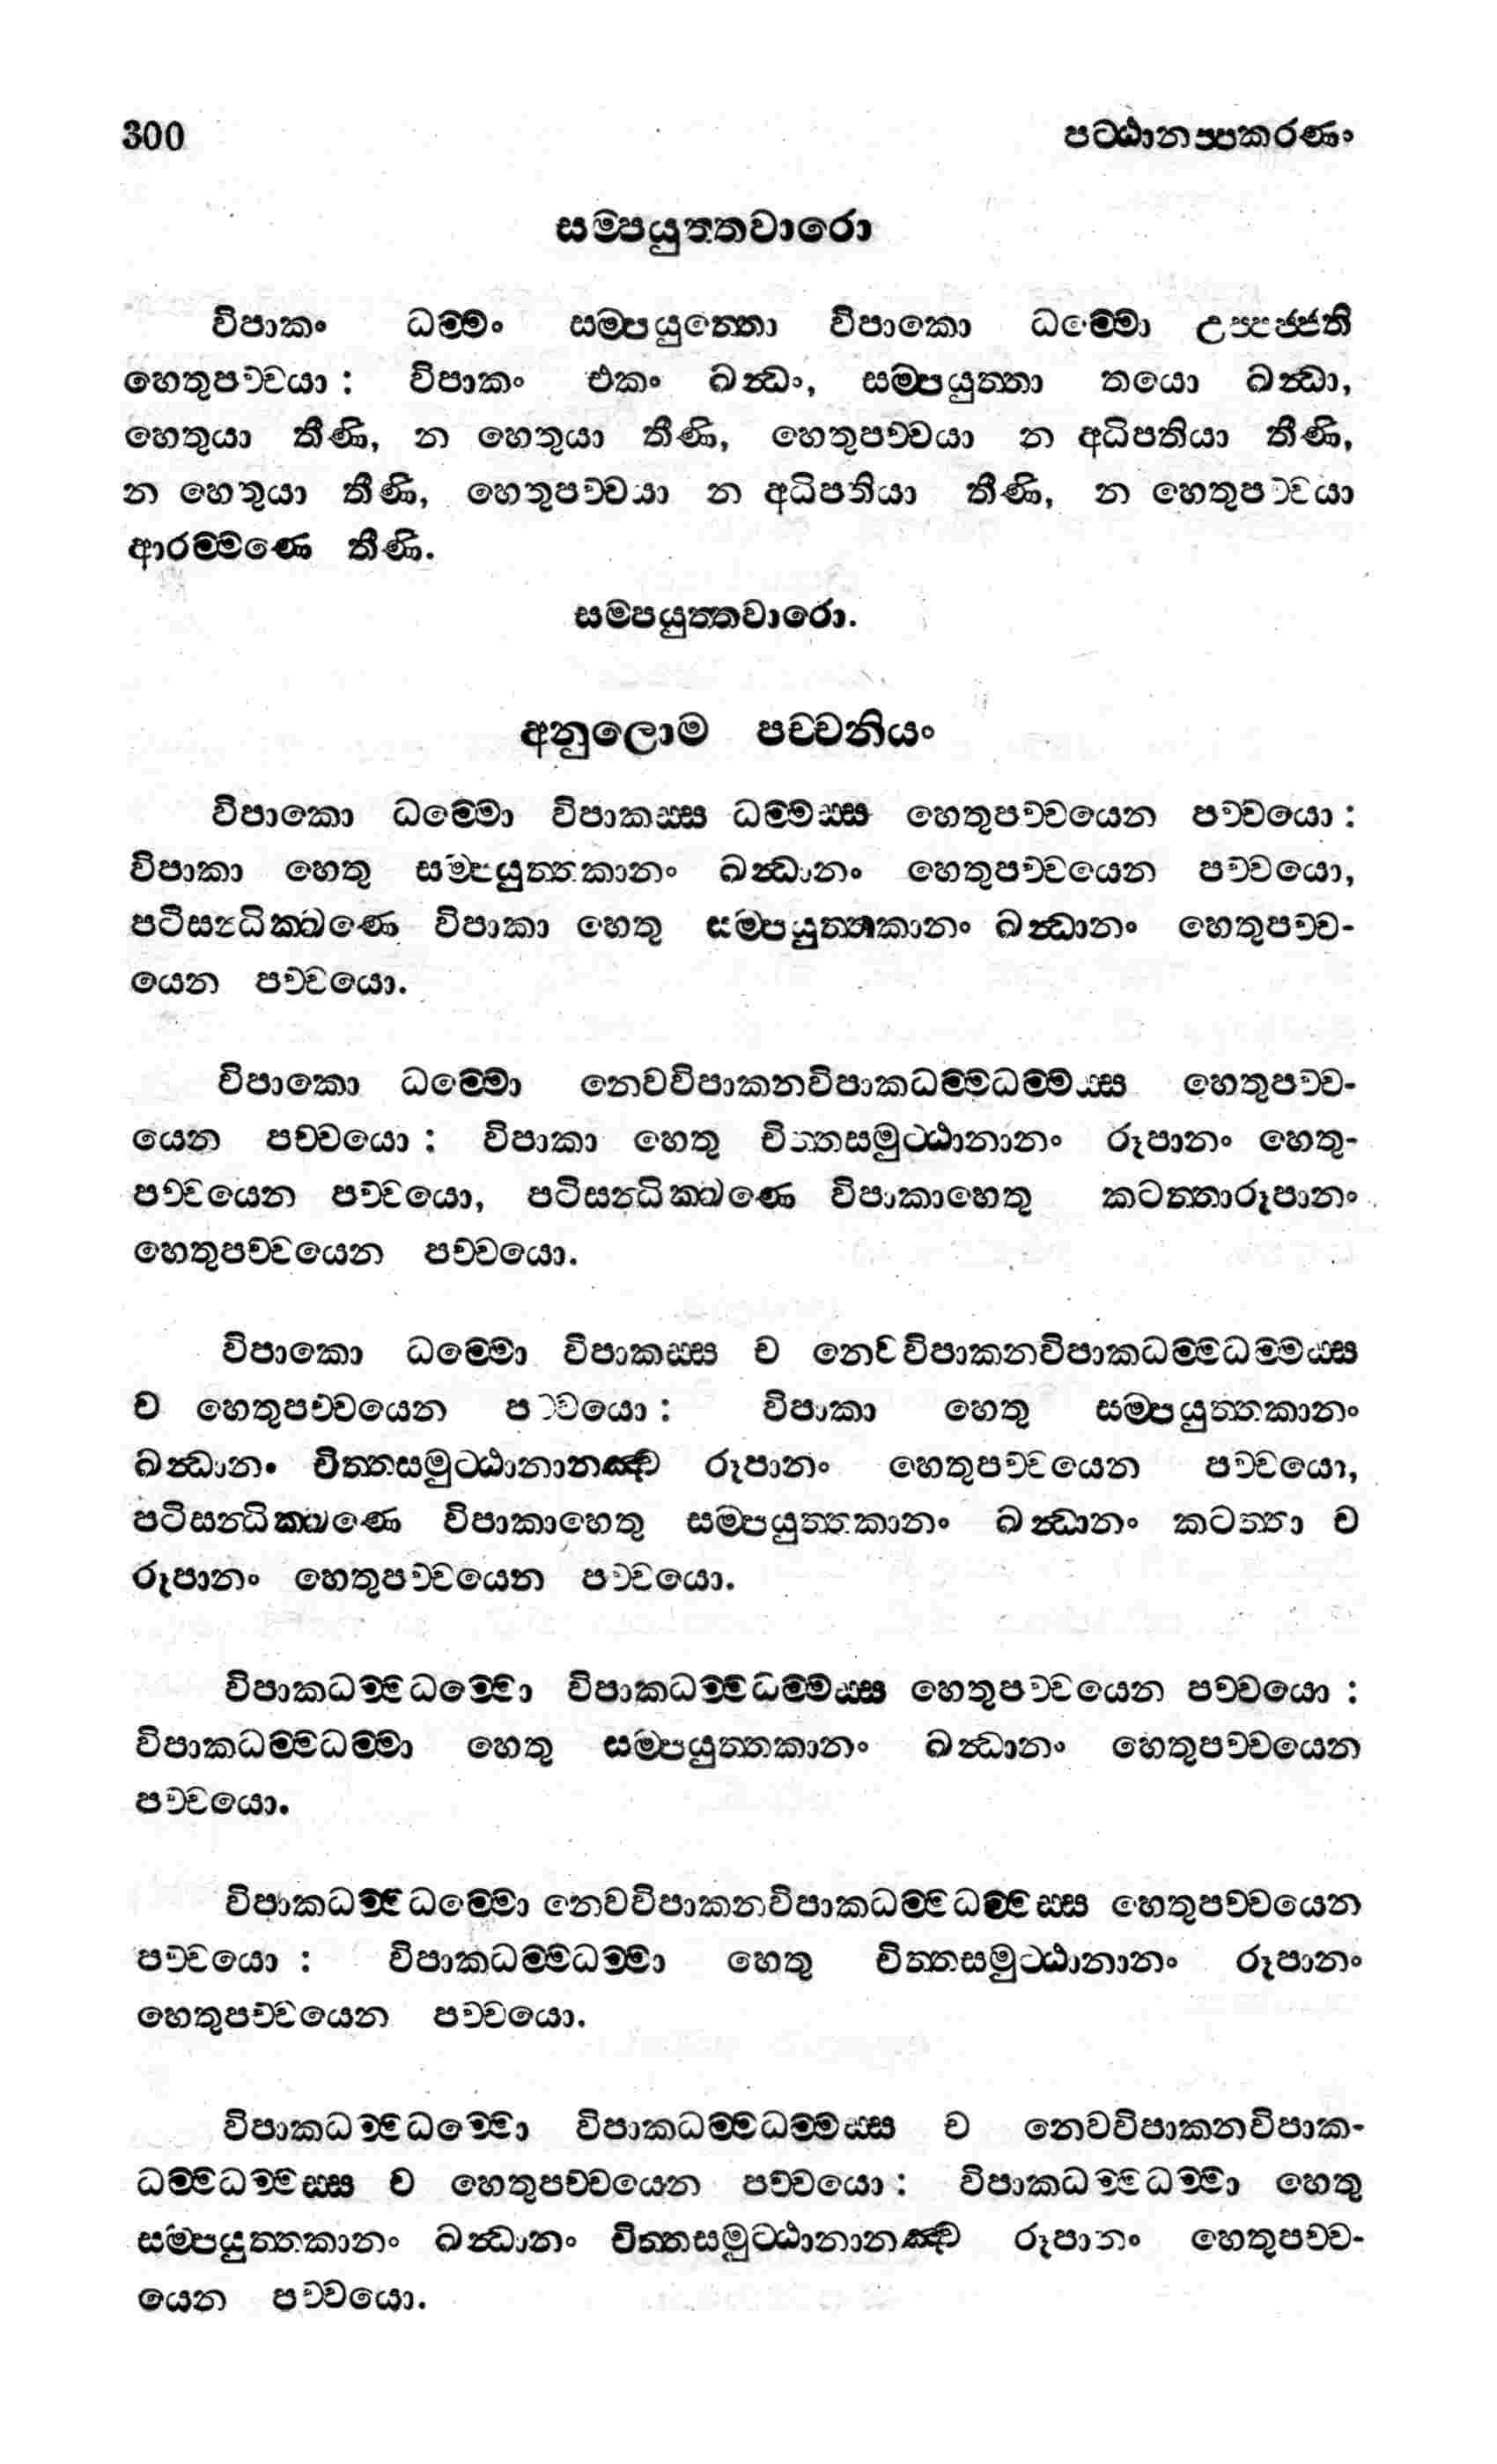 300 පට්ඨානප්පකරණං
සම්පයුත්තවාරො
විපාකං ධම්මං සම්පයුත්තො විපාකො ධම්මො උප්පජ්ජති
හෙතුපච්චයා : විපාකං එකං ඛන්ධං, සම්පයුත්තා තයො ඛන්ධා,
හෙතුයා තීණි, න හෙතුයා තීණි, හෙතුපච්චයා න අධිපතියා තීණි,
න හෙතුයා තීණි, හෙතුපච්චයා න අධිපතියා තීණි, න හෙතුපච්චයා
ආරම්මණෙ තීණි.
සම්පයුත්තවාරො.
අනුලොම පච්චනියං
විපාකො ධම්මො විපාකස්ස ධම්මස්ස හෙතුපච්චයෙන පච්චයො :
විපාකා හෙතු සම්පයුත්තකානං ඛන්ධානං හෙතුපච්චයෙන පච්චයො,
පටිසන්ධික්ඛණෙ විපාකා හෙතු සම්පයුත්තකානං ඛන්ධානං හෙතුපච්ච-
යෙන පච්චයො.
විපාකො ධම්මො නෙවවිපාකනවිපාකධම්මධම්මස්ස හෙතුපච්ච-
යෙන පච්චයො : විපාකා හෙතු චිත්තසමුට්ඨානානං රූපානං හෙතු-
පච්චයෙන පච්චයො, පටිසන්ධික්ඛණෙ විපාකාහෙතු කටත්තාරූපානං
හෙතුපච්චයෙන පච්චයො.
විපාකො ධම්මො විපාකස්ස ච නෙවවිපාකනවිපාකධම්මධම්මස්ස
ච හෙතුපච්චයෙන පච්චයො : විපාකා හෙතු සම්පයුත්තකානං
ඛන්ධානං චිත්තසමුට්ඨානානඤ්ච රූපානං හෙතුපච්චයෙන පච්චයො,
පටිසන්ධික්ඛණෙ විපාකාහෙතු සම්පයුත්තකානං ඛන්ධානං කටත්තා ච
රූපානං හෙතුපච්චයෙන පච්චයො.
විපාකධම්මධම්මො විපාකධම්මධම්මස්ස හෙතුපච්චයෙන පච්චයො :
විපාකධම්මධම්මා හෙතු සම්පයුත්තකානං ඛන්ධානං හෙතුපච්චයෙන
පච්චයො.
විපාකධම්මධම්මො නෙවවිපාකනවිපාකධම්මධම්මස්ස හෙතුපච්චයෙන
පච්චයො : විපාකධම්මධම්මා හෙතු චිත්තසමුට්ඨානානං රූපානං
හෙතුපච්චයෙන පච්චයො.
විපාකධම්මධම්මො විපාකධම්මධම්මස්ස ච නෙවවිපාකනවිපාක-
ධම්මධම්මස්ස ච හෙතුපච්චයෙන පච්චයො : විපාකධම්මධම්මා හෙතු
සම්පයුත්තකානං ඛන්ධානං චිත්තසමුට්ඨානානඤ්ච රූපානං හෙතුපච්ච-
යෙන පච්චයො.